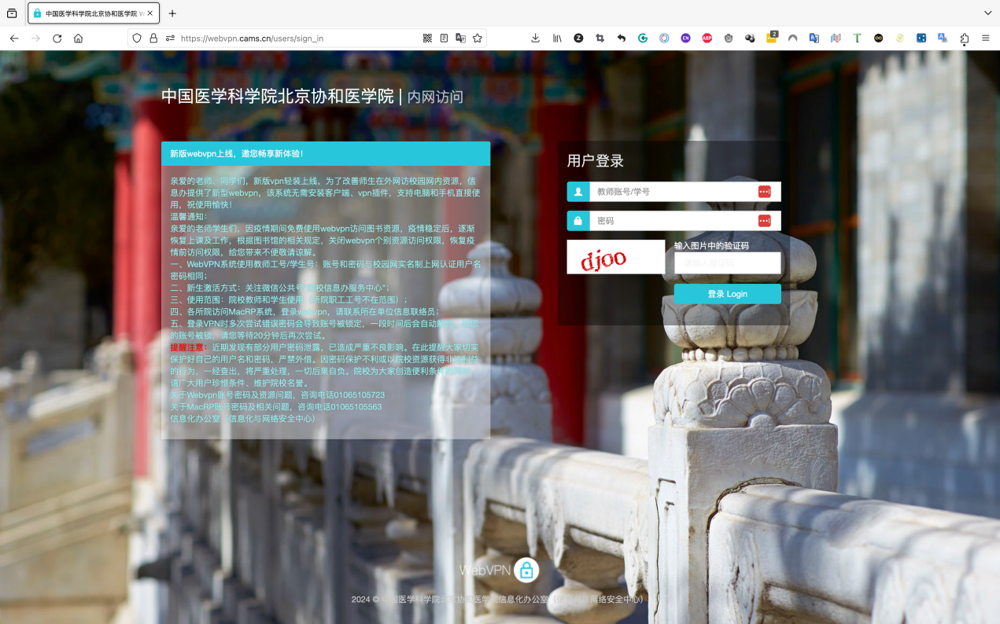 中国医学科学院北京协和医学院 W
https://webvpn.cams.cn/users/sign_in
EN
ABP
2
中国医学科学院北京协和医学院 | 内网访问
新版webvpn上线，邀您畅享新体验！
亲爱的老师、同学们，新版vpn轻装上线，为了改善师生在外网访校园网内资源，信
息办提供了新型webvpn，该系统无需安装客户端、vpn插件，支持电脑和手机直接使
用，祝使用愉快！
温馨通知：
亲爱的老师学生们，因疫情期间免费使用webvpn访问图书资源，疫情稳定后，逐渐
恢复上课及工作，根据图书馆的相关规定，关闭webvpn个别资源访问权限，恢复疫
情前访问权限，给您带来不便敬请谅解。
一、WebVPN系统使用教师工号/学生号：账号和密码与校园网实名制上网认证用户名
密码相同；
二、新生激活方式：关注微信公共号“院校信息办服务中心”；
三、使用范围：院校教师和学生使用（所院职工工号不在范围）；
四、各所院访问MacRP系统，登录webvpn，请联系所在单位信息联络员；
五、登录VPN时多次尝试错误密码会导致账号被锁定，一段时间后会自动解锁，如您
的账号被锁，请您等待20分钟后再次尝试。
提醒注意：近期发现有部分用户密码泄露，已造成严重不良影响。在此提醒大家切实
保护好自己的用户名和密码，严禁外借。因密码保护不利或以院校资源获得非法利益
的行为，一经查出，将严重处理，一切后果自负。院校为大家创造便利条件的同时，
请广大用户珍惜条件、维护院校名誉。
关于Webvpn账号密码及资源问题，咨询电话01065105723
关于MacRP账号密码及相关问题，咨询电话01065105563
信息化办公室（信息化与网络安全中心）
用户登录
教师账号/学号
密码
djoo
输入图片中的验证码
请输入验证码
登录 Login
WebVPN
2024 © 中国医学科学院北京协和医学院信息化办公室（信息化与网络安全中心）